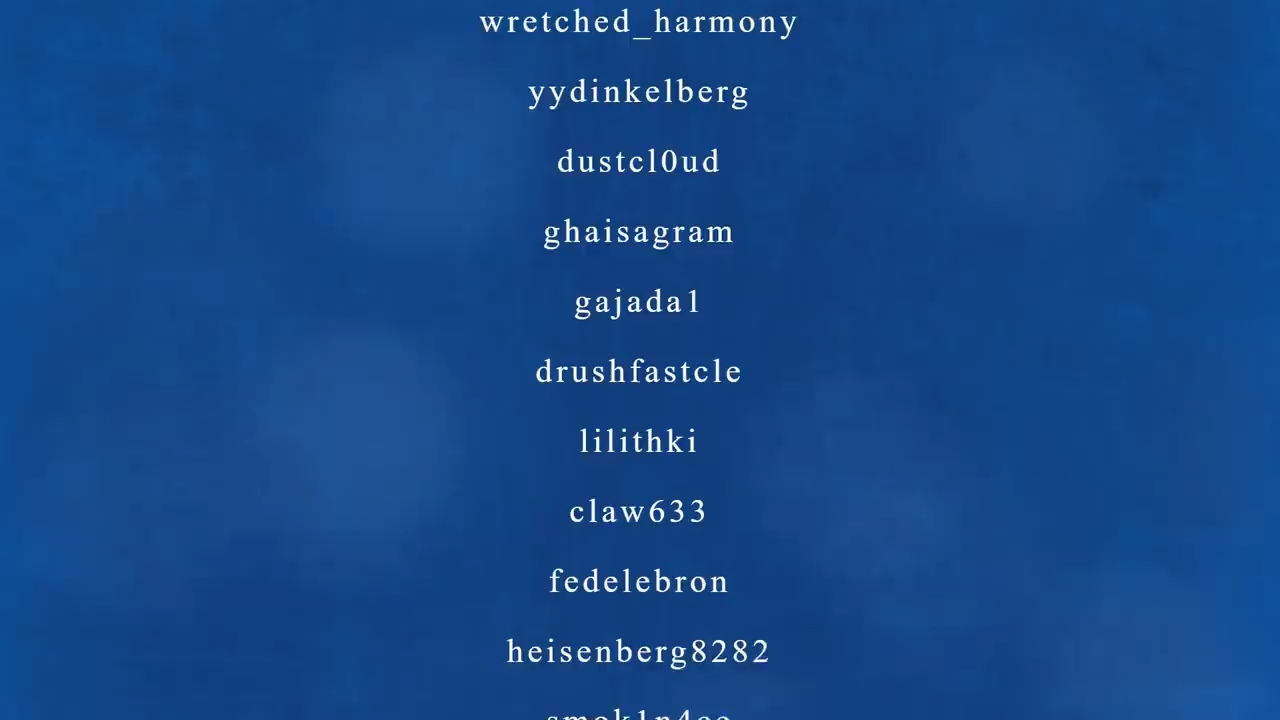 wretched_harmony
yydinkelberg
dustcl0ud
ghaisagram
gajada1
drushfastcle
lilithki
claw633
fedelebron
heisenberg8282